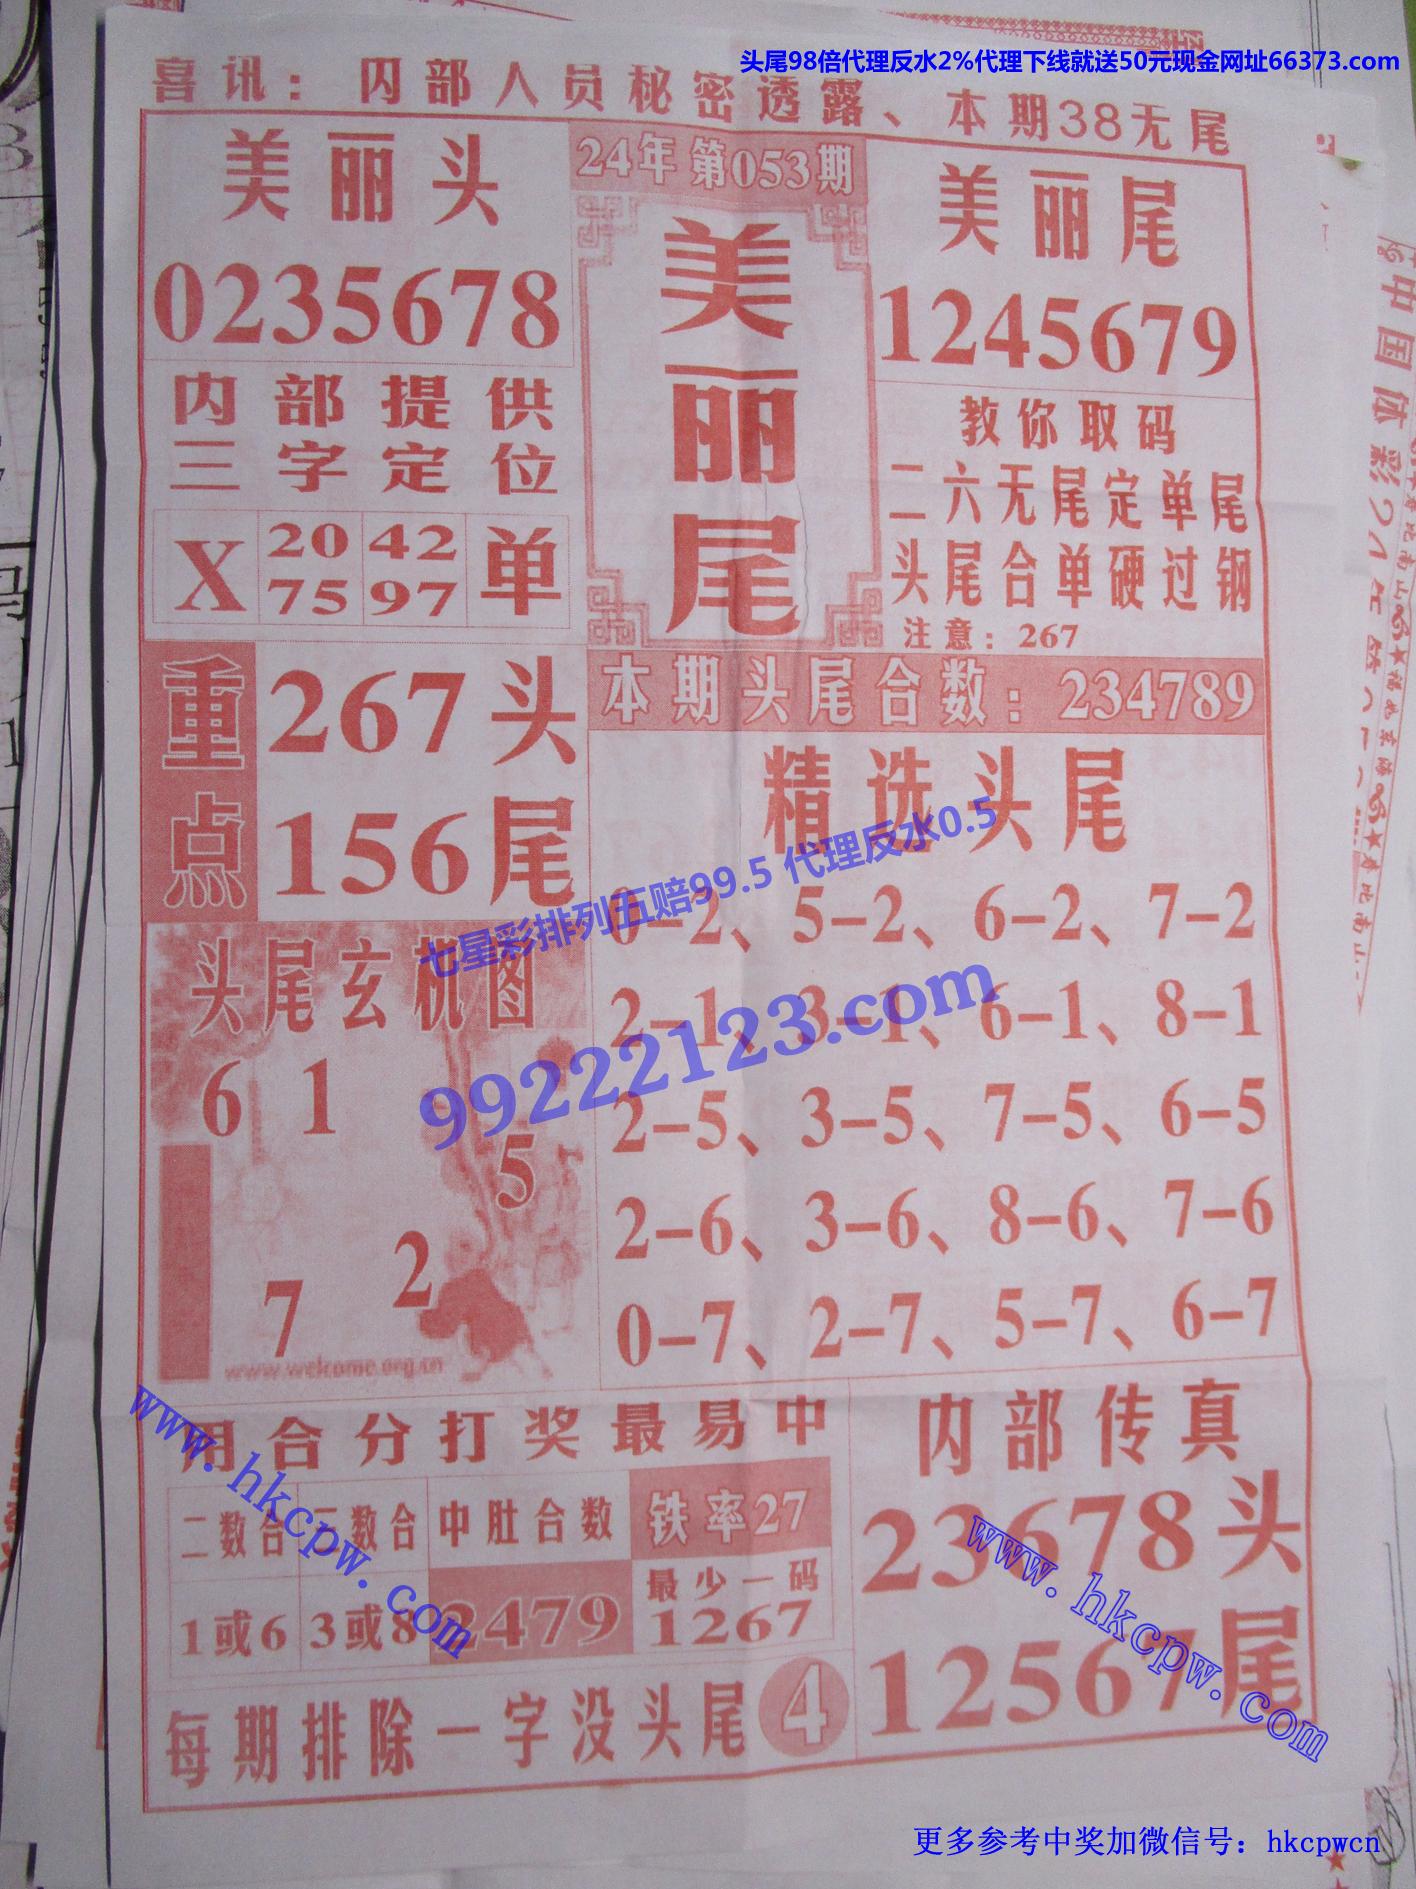 头尾98倍代理反水2%代理下线就送50元现金网址66373.com
喜讯：内部人员秘密透露、本期38无尾
美丽头
0235678
24年第053期
美丽尾
美丽尾
1245679
内部提供
三字定位
X 20 42 单
75 97
教你取码
二六无尾定单尾
头尾合单硬过钢
注意：267
重点
267头
156尾
本期头尾合数：234789
精选头尾
0-2、5-2、6-2、7-2
2-1、3-1、6-1、8-1
2-5、3-5、7-5、6-5
2-6、3-6、8-6、7-6
0-7、2-7、5-7、6-7
七星彩排列五赔99.5 代理反水0.5
99222123.com
头尾玄机图
6 1
5
2
7
www.welcome.org.cn
用合分打奖最易中
二数合 三数合 中肚合数 铁率27
1或6 3或8 2479 最少一码
1267
每期排除一字没头尾 4
内部传真
23678头
12567尾
www.hkcpw.com
www.hkcpw.com
中国体彩
更多参考中奖加微信号：hkcpwcn